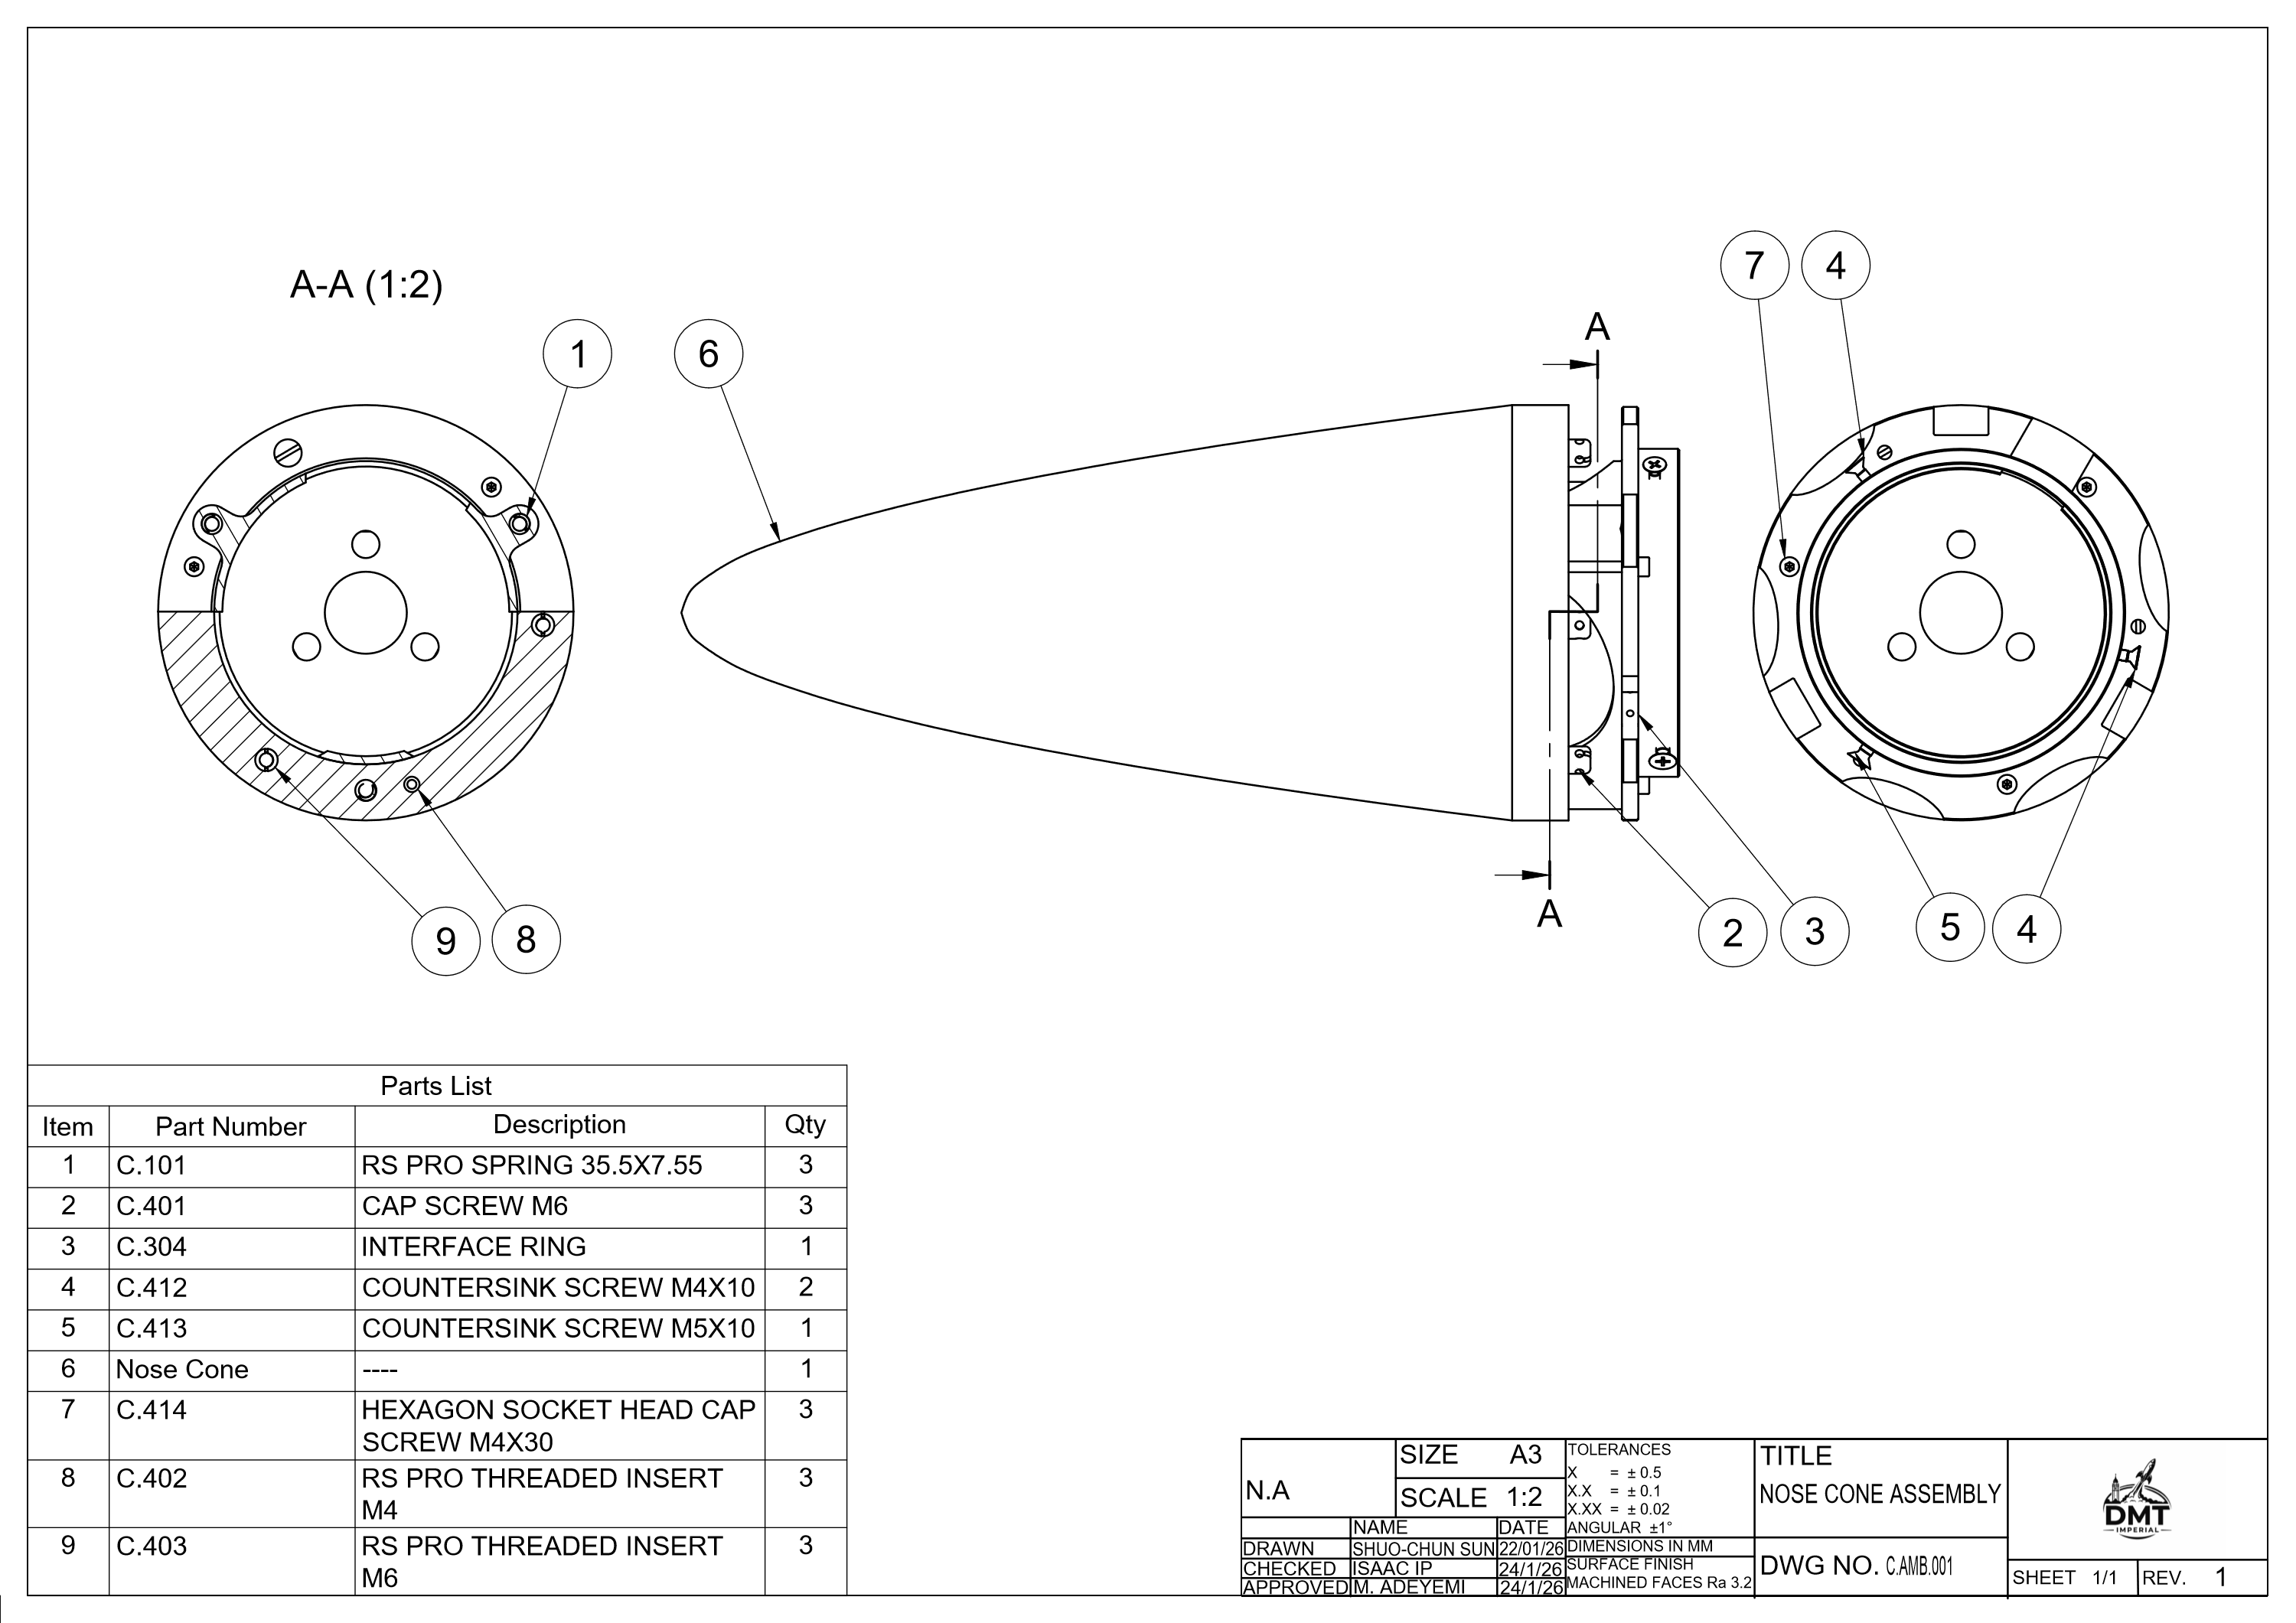 A-A (1:2)
1
6
A
7
4
9
8
A
2
3
5
4
Parts List
Item Part Number Description Qty
1 C.101 RS PRO SPRING 35.5X7.55 3
2 C.401 CAP SCREW M6 3
3 C.304 INTERFACE RING 1
4 C.412 COUNTERSINK SCREW M4X10 2
5 C.413 COUNTERSINK SCREW M5X10 1
6 Nose Cone ---- 1
7 C.414 HEXAGON SOCKET HEAD CAP 3
SCREW M4X30
8 C.402 RS PRO THREADED INSERT 3
M4
9 C.403 RS PRO THREADED INSERT 3
M6
N.A
SIZE A3
SCALE 1:2
NAME DATE
DRAWN SHUO-CHUN SUN 22/01/26
CHECKED ISAAC IP 24/1/26
APPROVED M. ADEYEMI 24/1/26
TOLERANCES
X = ± 0.5
X.X = ± 0.1
X.XX = ± 0.02
ANGULAR ±1°
DIMENSIONS IN MM
SURFACE FINISH
MACHINED FACES Ra 3.2
TITLE
NOSE CONE ASSEMBLY
DWG NO. C.AMB.001
DMT
IMPERIAL
SHEET 1/1 REV. 1